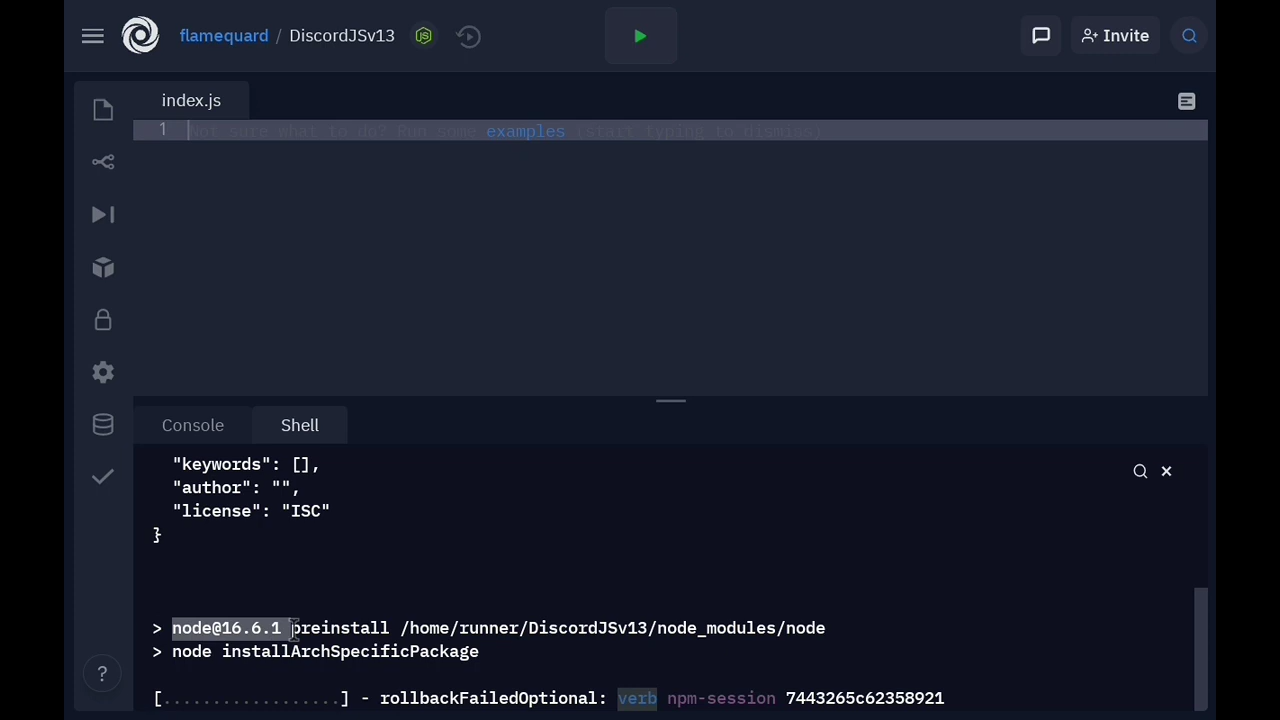 flamequard / DiscordJSv13
Invite
index.js
1 Not sure what to do? Run some examples (start typing to dismiss)
Console Shell
"keywords": [],
"author": "",
"license": "ISC"
}
> node@16.6.1 preinstall /home/runner/DiscordJSv13/node_modules/node
> node installArchSpecificPackage
[..................] - rollbackFailedOptional: verb npm-session 7443265c62358921